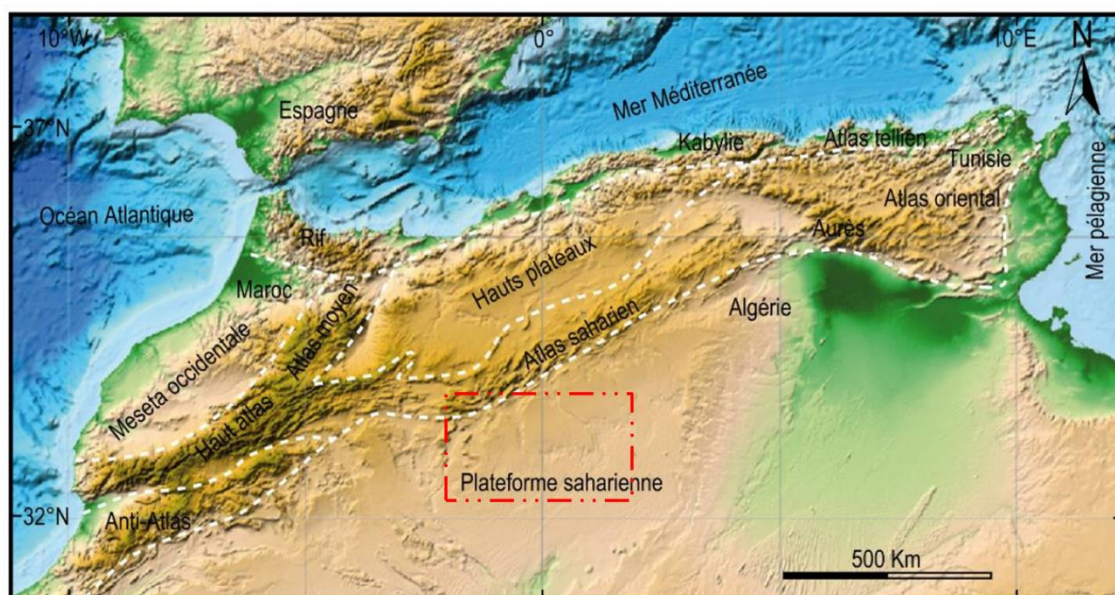 10°W
0°
10°E
N
Mer Méditerranée
Espagne
37°N
Kabylie
Atlas tellien
Tunisie
Mer pélagienne
Océan Atlantique
Atlas oriental
Rif
Aurès
Hauts plateaux
Maroc
Algérie
Atlas moyen
Atlas saharien
Meseta occidentale
Haut atlas
Plateforme saharienne
32°N
Anti-Atlas
500 Km